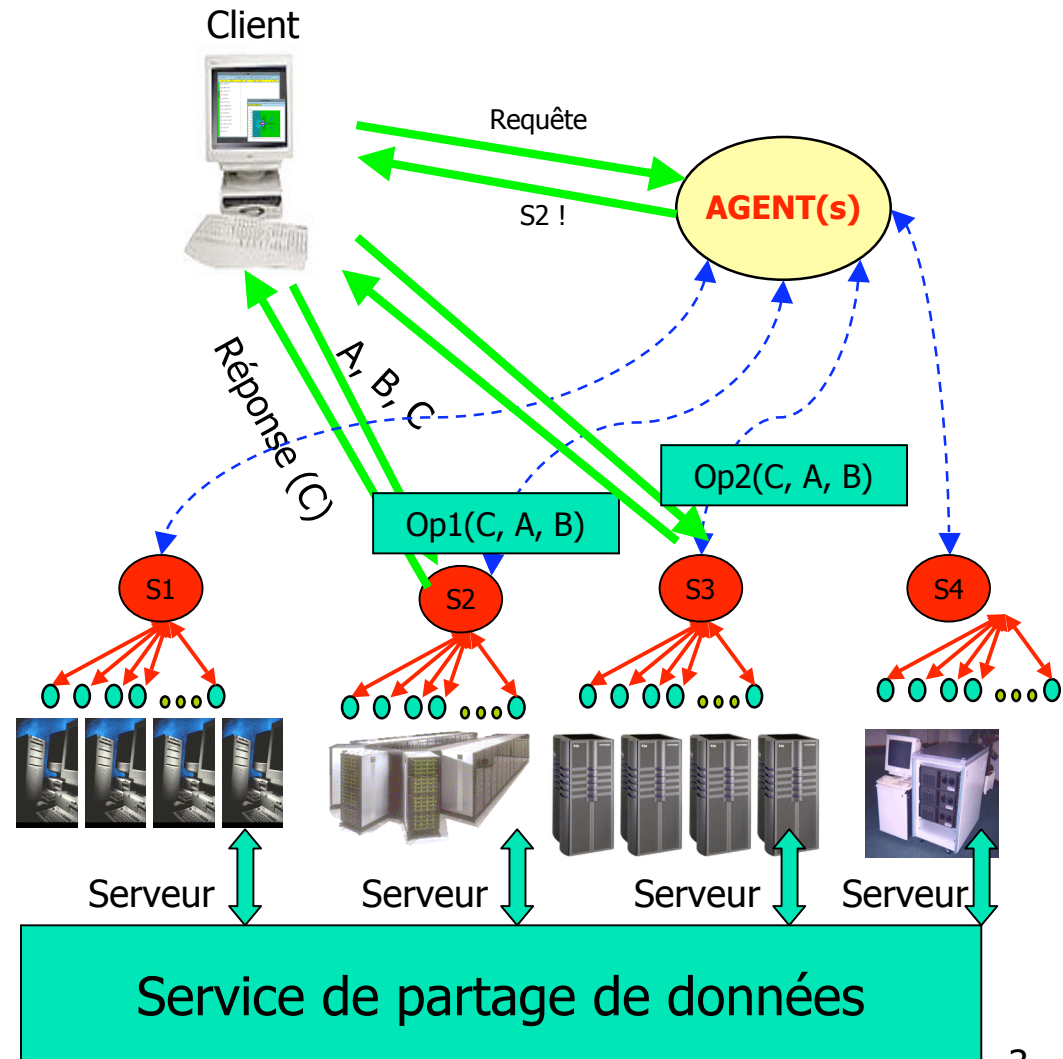 Client
Requête
AGENT(s)
S2 !
A, B, C
Réponse (C)
Op2(C, A, B)
Op1(C, A, B)
S1
S2
S3
S4
Serveur
Serveur
Serveur
Serveur
Service de partage de données